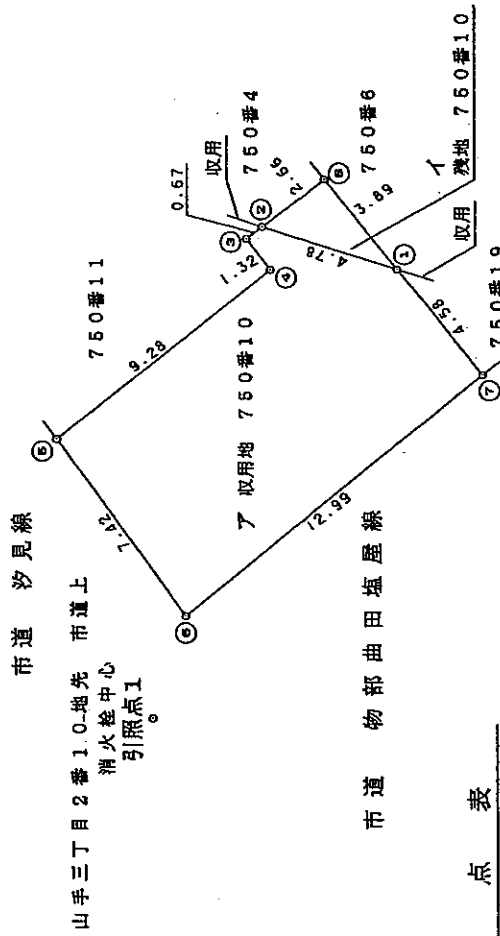 市道 汐見線
山手三丁目2番10地先 市道上
消火栓中心
引照点1
⑤
7.42
⑥
9.28
750番11
1.32
③
④
0.67
収用
②
750番4
2.66
⑧
750番6
3.89
4.78
①
イ 残地 750番10
収用
4.58
⑦
750番19
ア 収用地 750番10
12.99
市道 物部曲田塩屋線
点 表